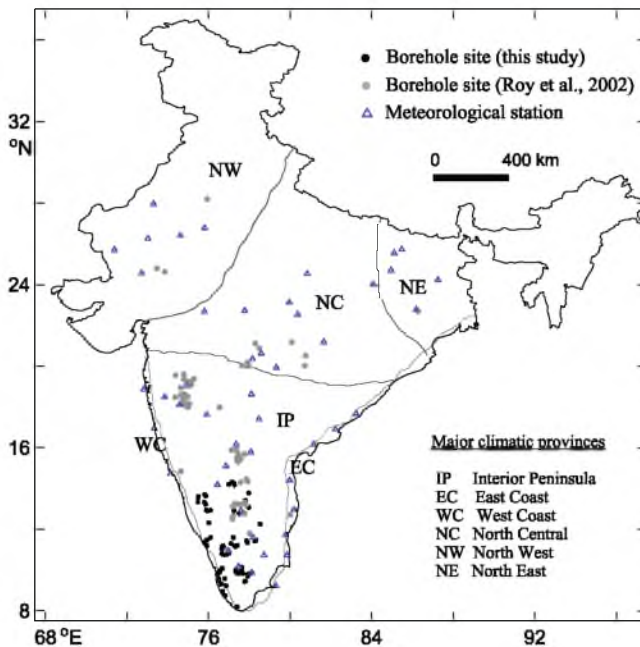 Borehole site (this study)
Borehole site (Roy et al., 2002)
Meteorological station
0 400 km
32
°N
24
16
8
NW
NC
NE
IP
WC
EC
Major climatic provinces
IP Interior Peninsula
EC East Coast
WC West Coast
NC North Central
NW North West
NE North East
68 °E 76 84 92